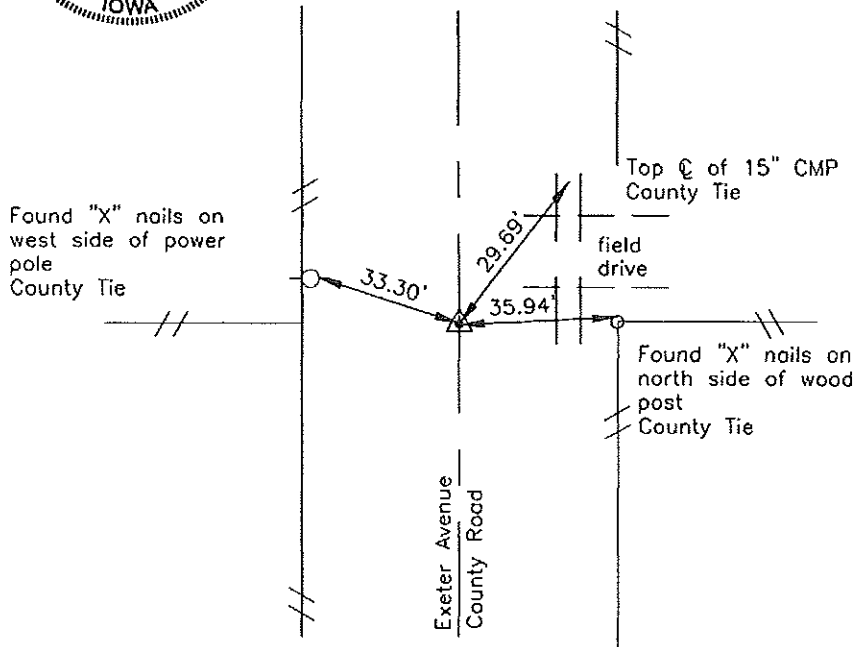 IOWA
Top ℄ of 15" CMP
County Tie
Found "X" nails on
west side of power
pole
County Tie
29.69'
field
drive
33.30'
35.94'
Found "X" nails on
north side of wood
post
County Tie
Exeter Avenue
County Road